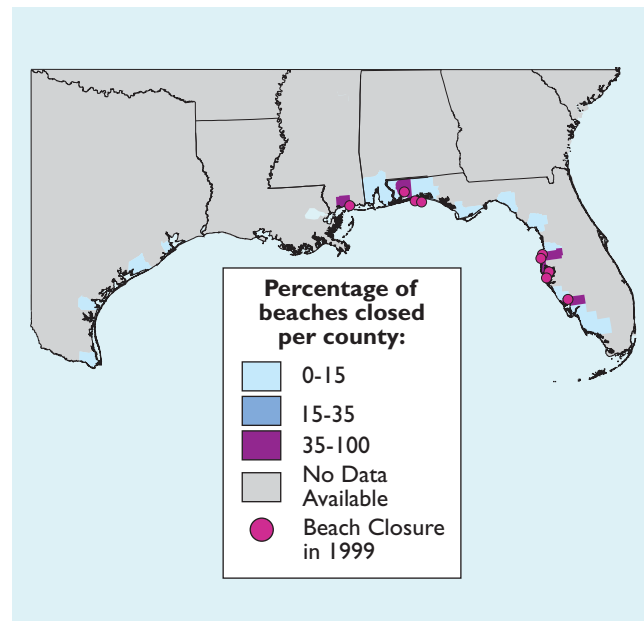 Percentage of
beaches closed
per county:
0-15
15-35
35-100
No Data
Available
Beach Closure
in 1999